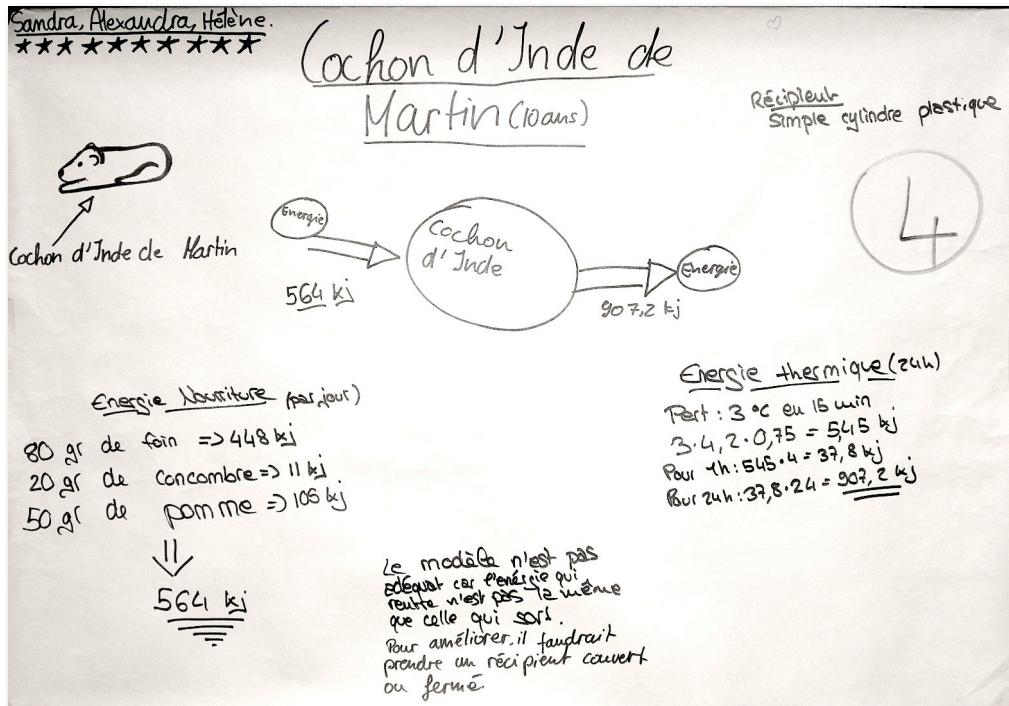 Sandra, Alexandra, Hélène.
Cochon d'Inde de
Martin (10ans)
Récipient
Simple cylindre plastique
4
Cochon d'Inde de Martin
Energie
564 kj
Cochon
d'Inde
Energie
907,2 kj
Energie Nourriture (par jour)
80 gr de foin => 448 kj
20 gr de concombre => 11 kj
50 gr de pomme => 105 kj
564 kj
Energie thermique (24h)
Pert : 3 °C en 15 min
3·4,2·0,75 = 5,45 kj
Pour 1h : 545·4 = 37,8 kj
Pour 24h : 37,8·24 = 907,2 kj
Le modèle n'est pas
adéquat car l'enérgie qui
rentre n'est pas la même
que celle qui sort.
Pour améliorer, il faudrait
prendre un récipient couvert
ou fermé.